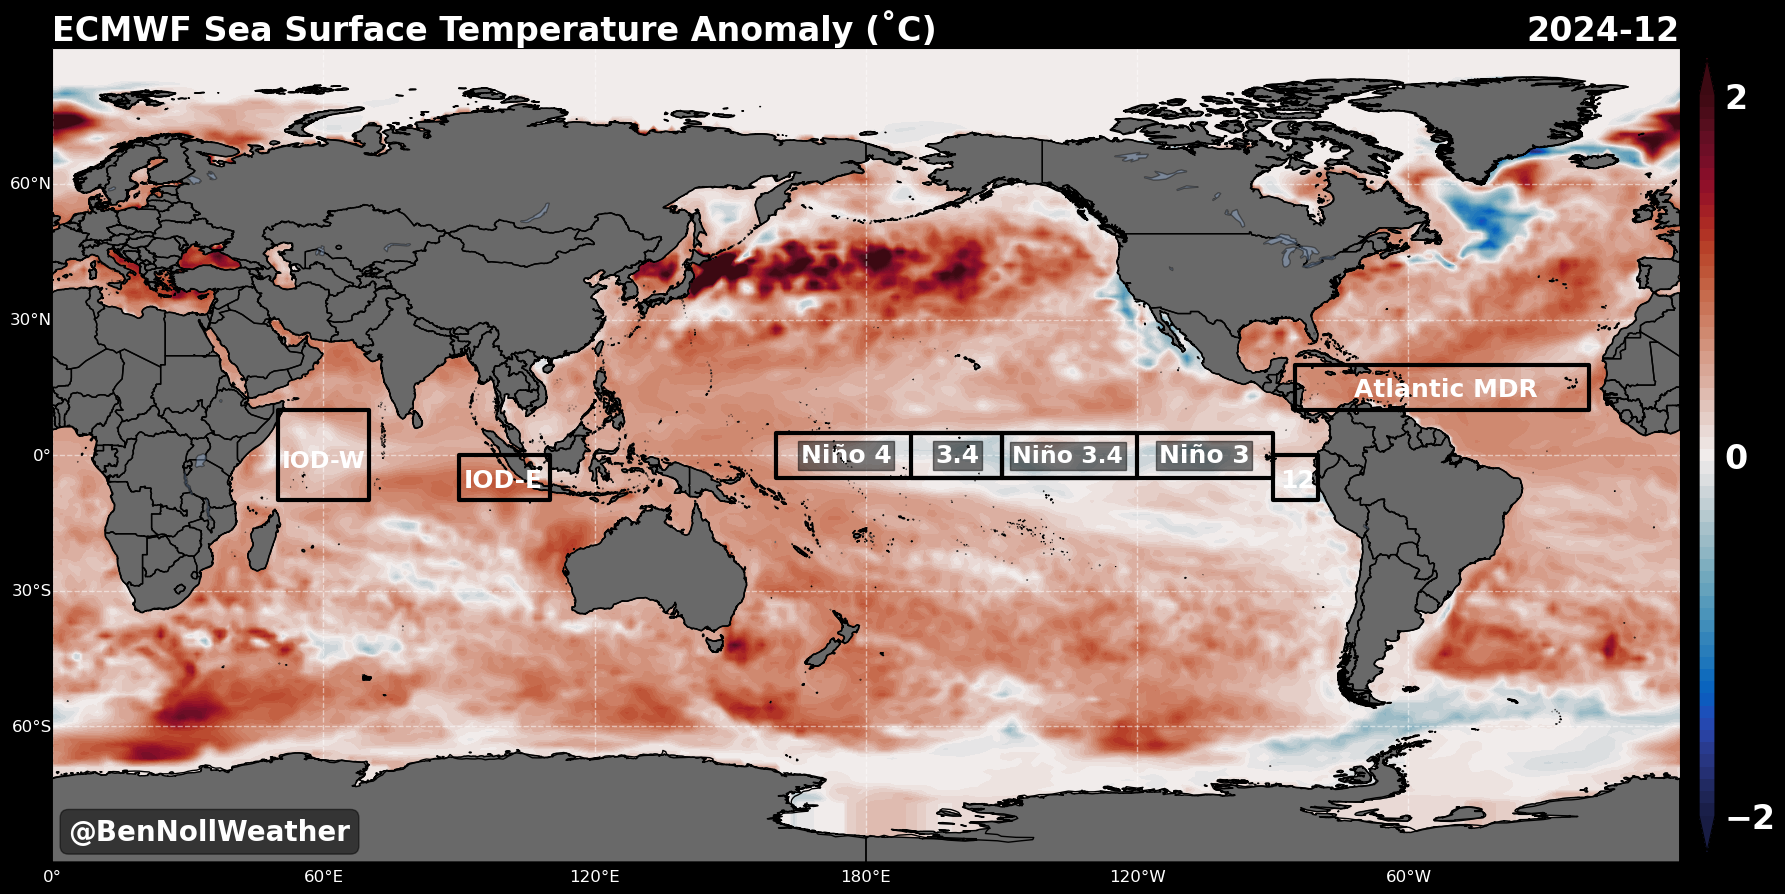 ECMWF Sea Surface Temperature Anomaly (˚C)
2024-12
2
60°N
30°N
Atlantic MDR
0°
IOD-W
Niño 4
3.4
Niño 3.4
Niño 3
0
IOD-E
12
30°S
60°S
−2
@BenNollWeather
0°
60°E
120°E
180°E
120°W
60°W